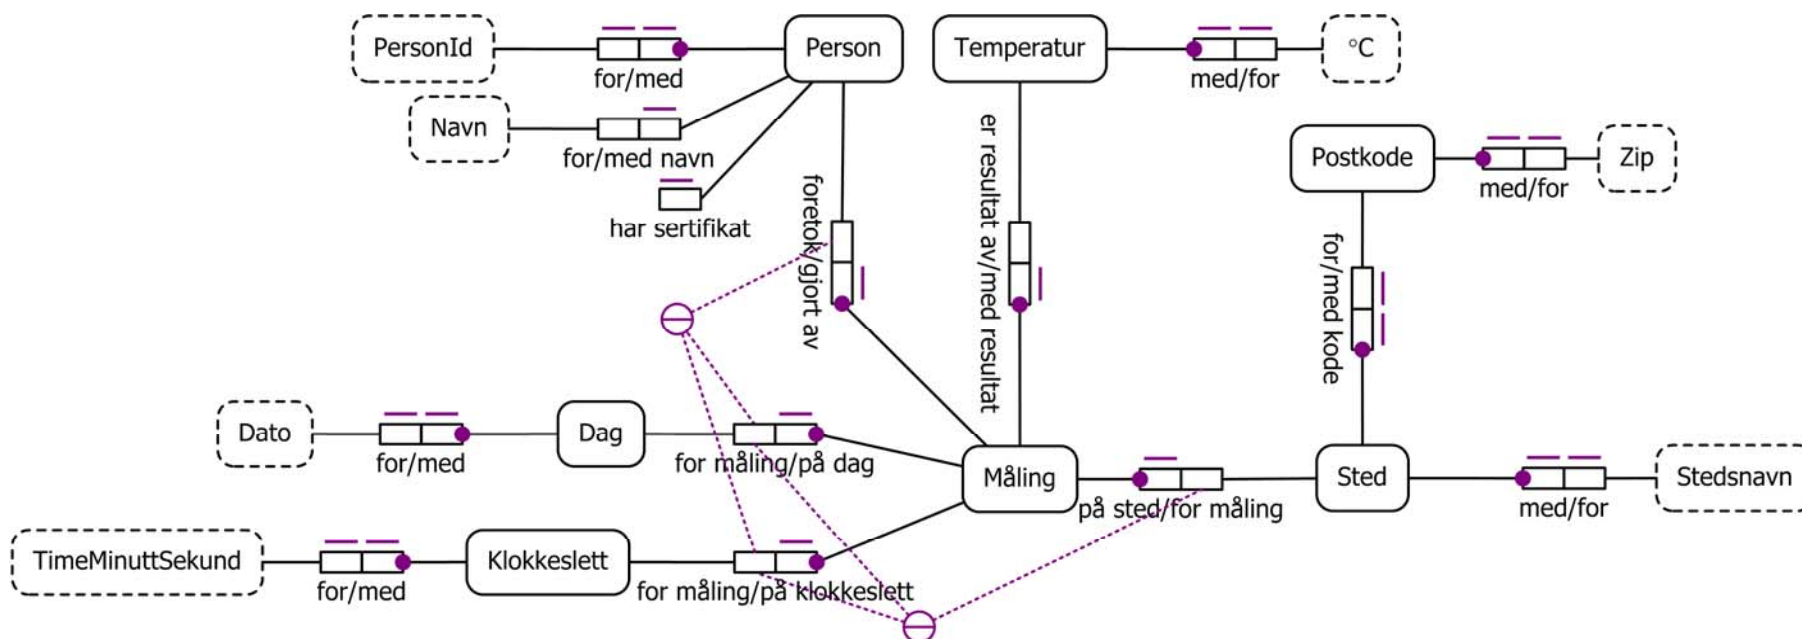 PersonId
for/med
Person
Temperatur
med/for
°C
Navn
for/med navn
har sertifikat
foretok/gjort av
er resultat av/med resultat
Postkode
med/for
Zip
for/med kode
Dato
for/med
Dag
for måling/på dag
Måling
på sted/for måling
Sted
med/for
Stedsnavn
TimeMinuttSekund
for/med
Klokkeslett
for måling/på klokkeslett